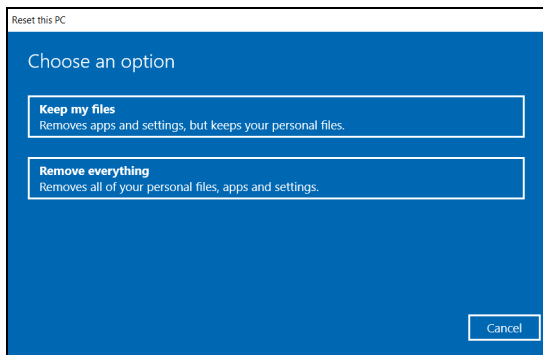 Reset this PC
Choose an option
Keep my files
Removes apps and settings, but keeps your personal files.
Remove everything
Removes all of your personal files, apps and settings.
Cancel